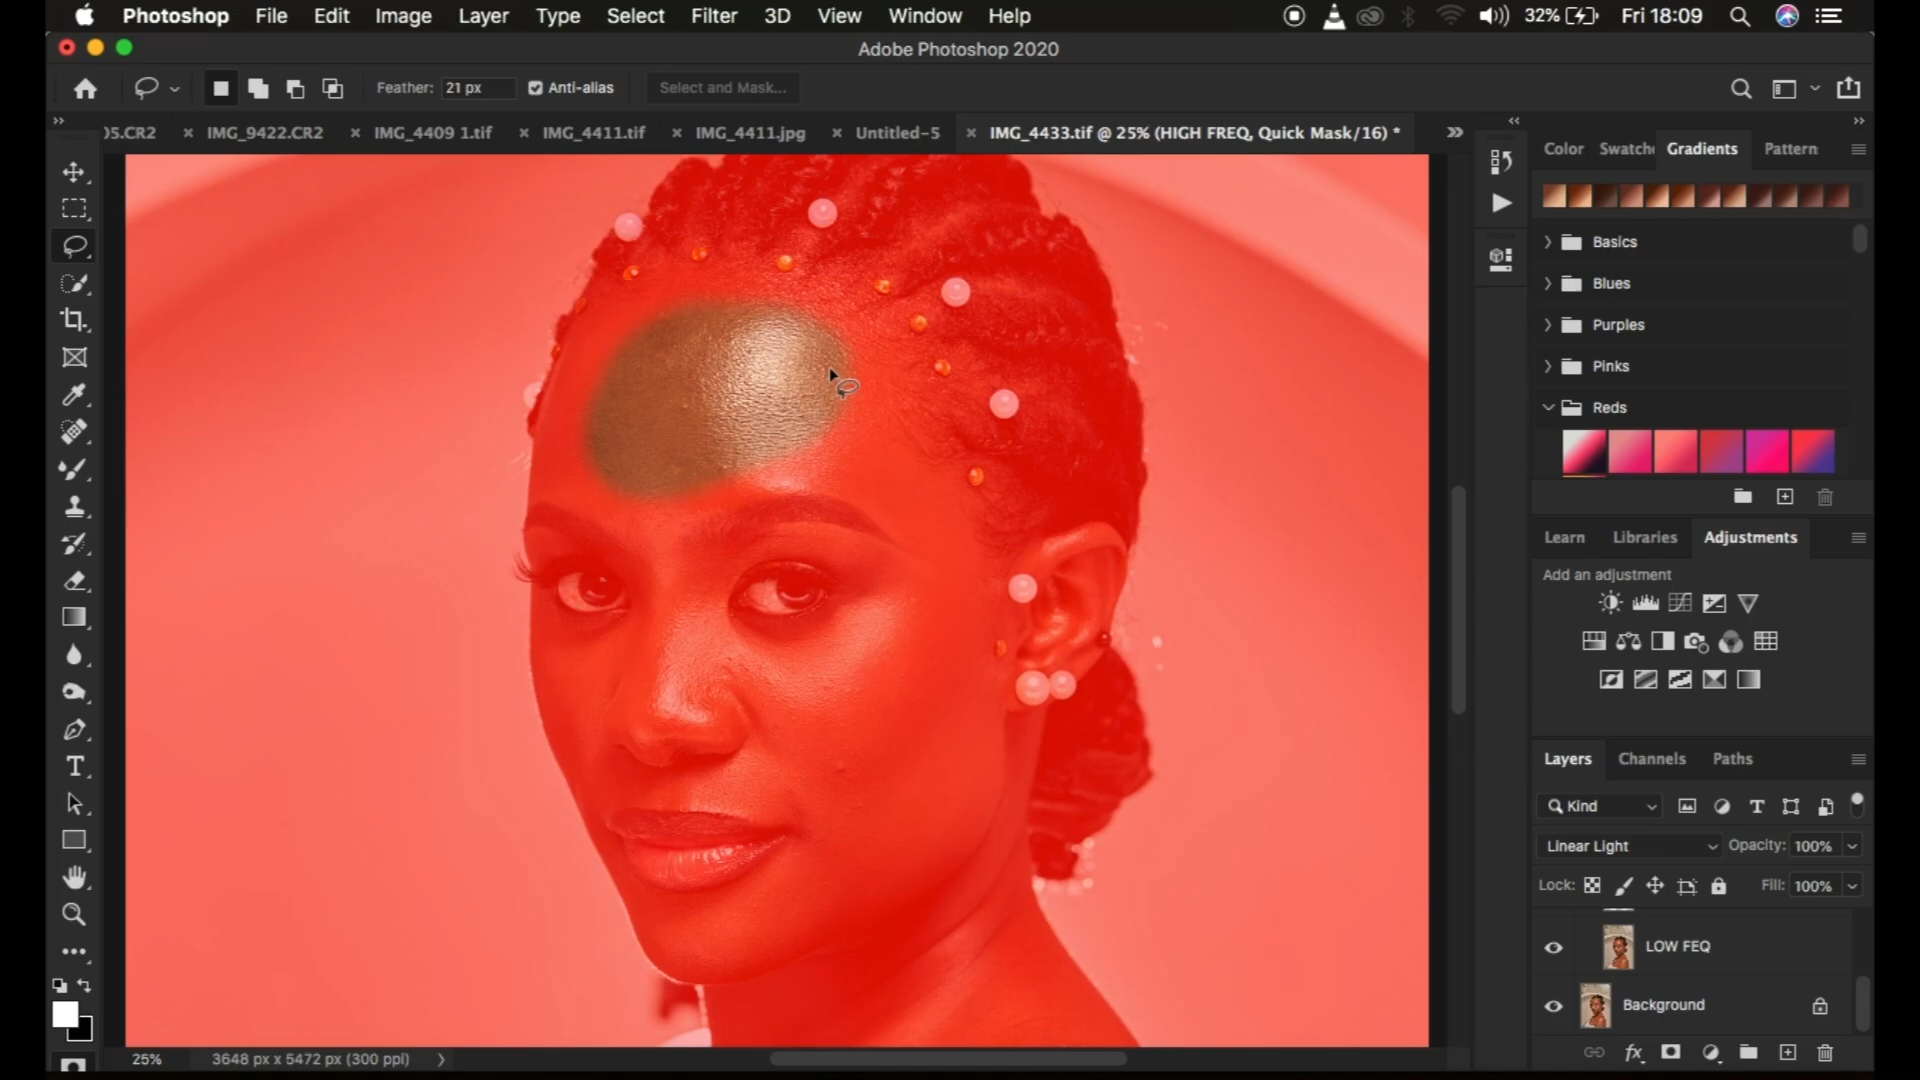 Photoshop File Edit Image Layer Type Select Filter 3D View Window Help 32% Fri 18:09
Adobe Photoshop 2020
Feather: 21 px Anti-alias Select and Mask...
05.CR2 IMG_9422.CR2 IMG_4409 1.tif IMG_4411.tif IMG_4411.jpg Untitled-5 IMG_4433.tif @ 25% (HIGH FREQ, Quick Mask/16) *
Color Swatche Gradients Pattern
Basics
Blues
Purples
Pinks
Reds
Learn Libraries Adjustments
Add an adjustment
Layers Channels Paths
Kind
Linear Light Opacity: 100%
Lock: Fill: 100%
LOW FEQ
Background
25% 3648 px x 5472 px (300 ppi)